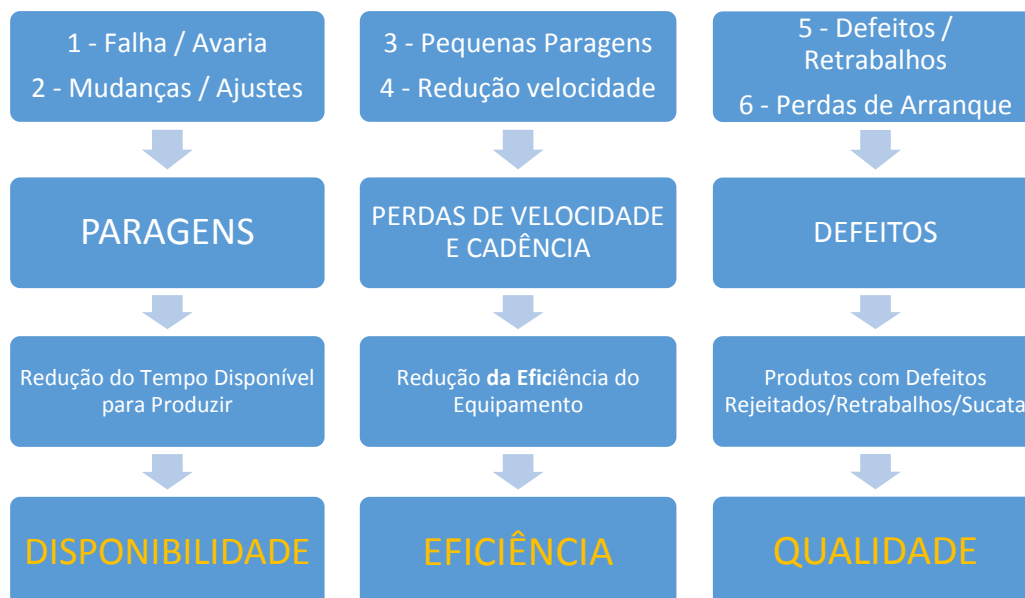 1 - Falha / Avaria
2 - Mudanças / Ajustes
3 - Pequenas Paragens
4 - Redução velocidade
5 - Defeitos /
Retrabalhos
6 - Perdas de Arranque
PARAGENS
PERDAS DE VELOCIDADE
E CADÊNCIA
DEFEITOS
Redução do Tempo Disponível
para Produzir
Redução da Eficiência do
Equipamento
Produtos com Defeitos
Rejeitados/Retrabalhos/Sucata
DISPONIBILIDADE
EFICIÊNCIA
QUALIDADE